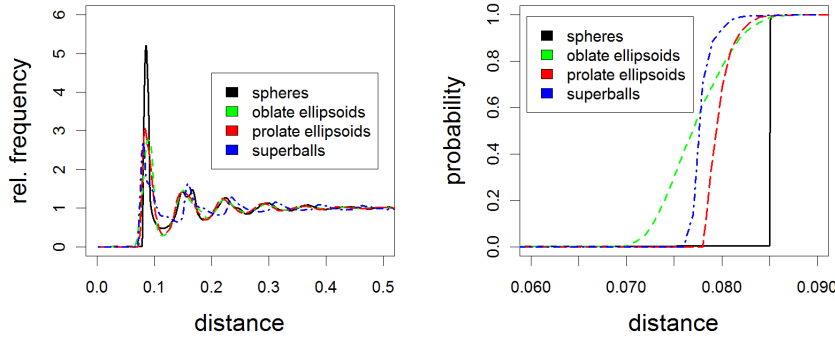 rel. frequency
6
5
4
3
2
1
0
spheres
oblate ellipsoids
prolate ellipsoids
superballs
0.0 0.1 0.2 0.3 0.4 0.5
distance
probability
1.0
0.8
0.6
0.4
0.2
0.0
spheres
oblate ellipsoids
prolate ellipsoids
superballs
0.060 0.070 0.080 0.090
distance